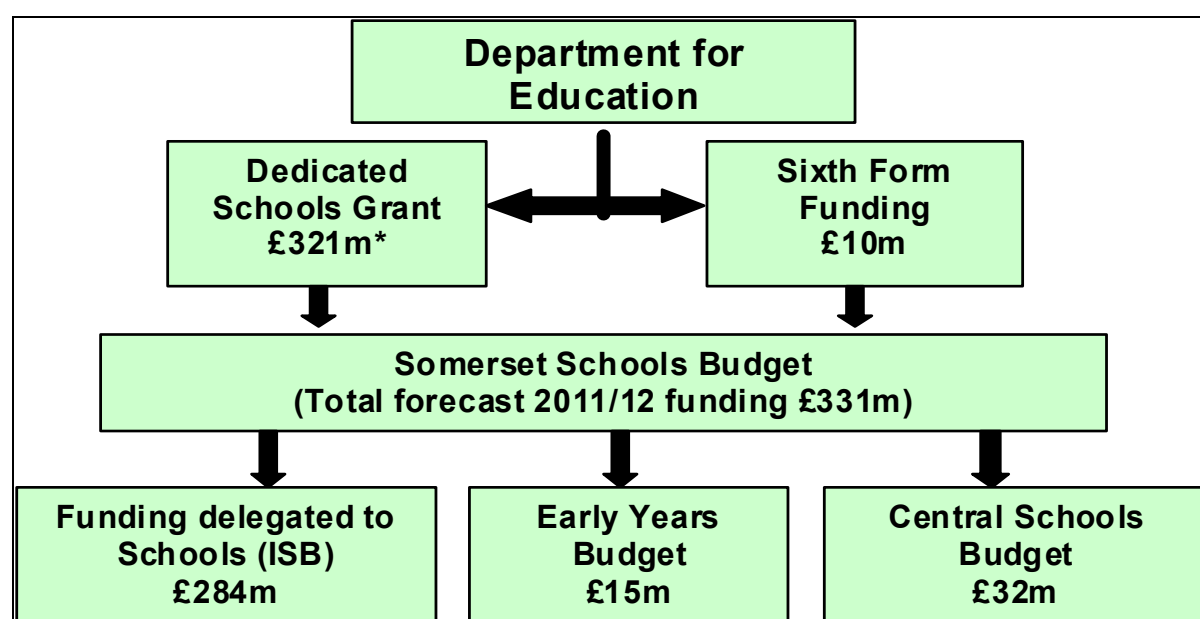 Department for
Education
Dedicated
Schools Grant
£321m*
Sixth Form
Funding
£10m
Somerset Schools Budget
(Total forecast 2011/12 funding £331m)
Funding delegated to
Schools (ISB)
£284m
Early Years
Budget
£15m
Central Schools
Budget
£32m